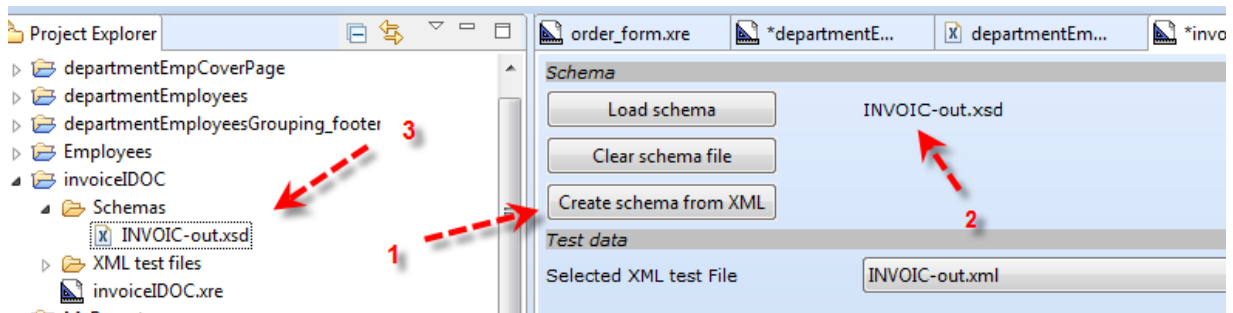 Project Explorer
departmentEmpCoverPage
departmentEmployees
departmentEmployeesGrouping_footer
Employees
invoiceIDOC
Schemas
INVOIC-out.xsd
XML test files
invoiceIDOC.xre
3
1
order_form.xre *departmentE... departmentEm... *invo
Schema
Load schema INVOIC-out.xsd
Clear schema file
Create schema from XML
2
Test data
Selected XML test File INVOIC-out.xml